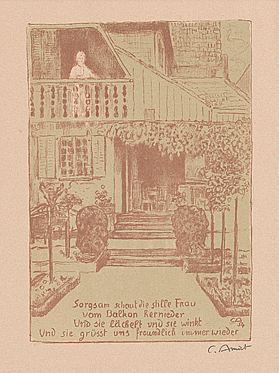 Sorgsam schaut die stille Frau
vom Balkon hernieder
Und sie lächelt und sie winkt
Und sie grüsst uns freundlich immer wieder
CA
C. Amiet